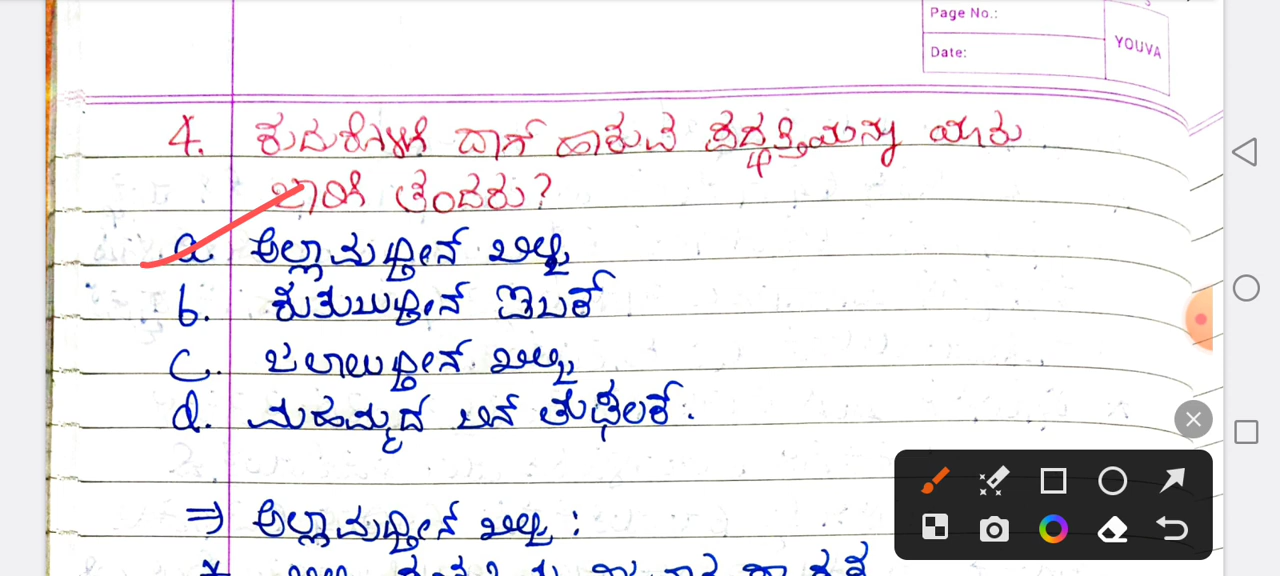 Page No.:
Date:
YOUVA
4. ಕುದುರೆಗಳಿಗೆ ದಾಗ್ ಹಾಕುವ ಪದ್ಧತಿಯನ್ನು ಯಾರು
ಜಾರಿಗೆ ತಂದರು?
a. ಅಲ್ಲಾವುದ್ದೀನ್ ಖಿಲ್ಜಿ
b. ಕುತುಬುದ್ದೀನ್ ಐಬಕ್
c. ಜಲಾಲುದ್ದೀನ್ ಖಿಲ್ಜಿ
d. ಮಹಮ್ಮದ ಬಿನ್ ತುಘಲಕ್.
⇒ ಅಲ್ಲಾವುದ್ದೀನ್ ಖಿಲ್ಜಿ :